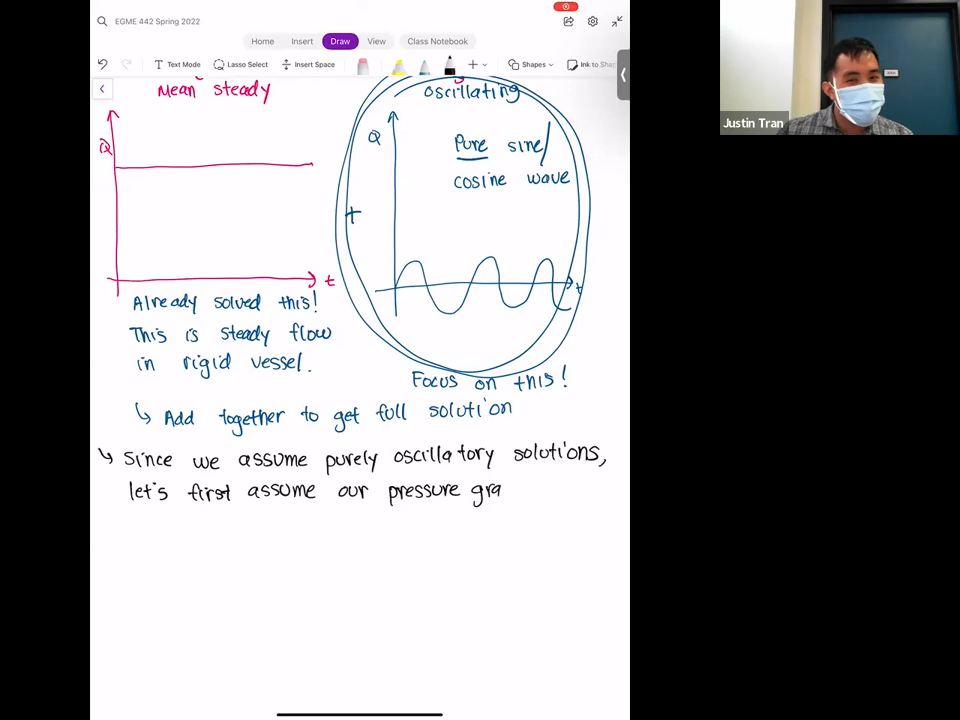 EGME 442 Spring 2022
Home Insert Draw View Class Notebook
Text Mode Lasso Select Insert Space Shapes Ink to Shap
Mean steady
oscillating
Q
t
Already solved this!
This is steady flow
in rigid vessel.
+
Q
Pure sine/
cosine wave
t
Focus on this!
↳ Add together to get full solution
↳ Since we assume purely oscillatory solutions,
let's first assume our pressure gra
Justin Tran